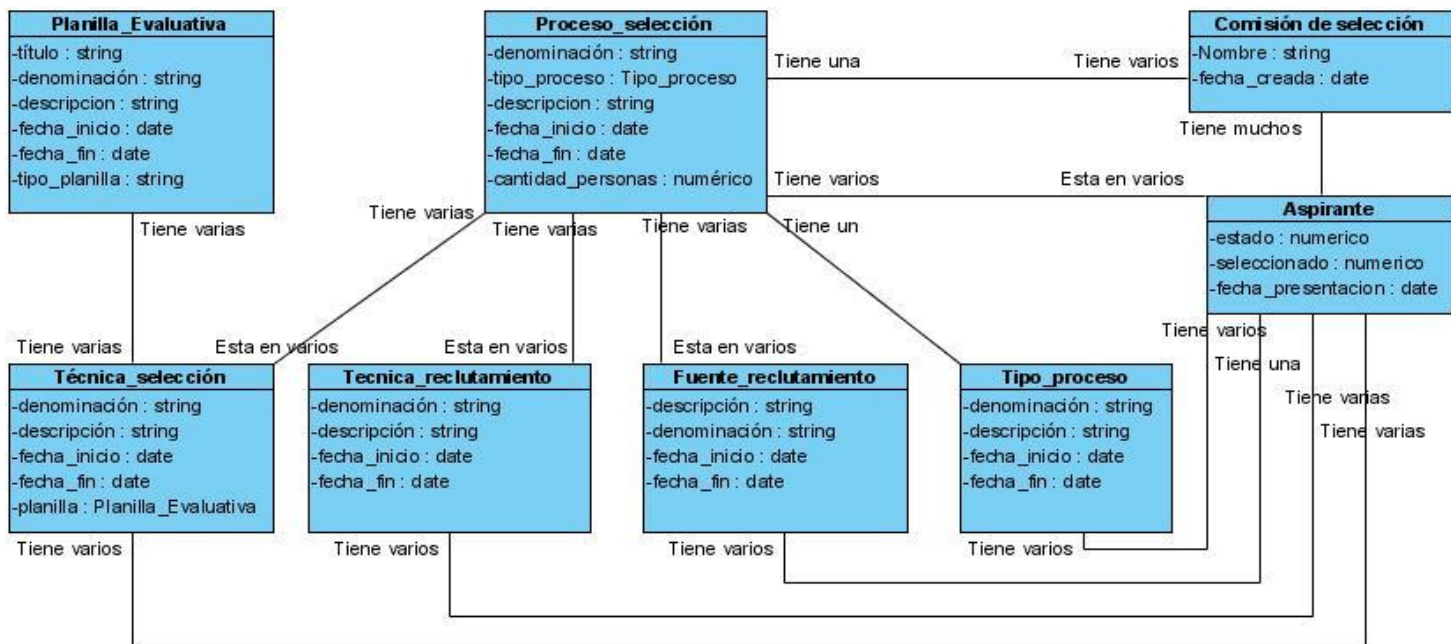 Planilla_Evaluativa
-título : string
-denominación : string
-descripcion : string
-fecha_inicio : date
-fecha_fin : date
-tipo_planilla : string
Proceso_selección
-denominación : string
-tipo_proceso : Tipo_proceso
-descripcion : string
-fecha_inicio : date
-fecha_fin : date
-cantidad_personas : numérico
Comisión de selección
-Nombre : string
-fecha_creada : date
Tiene una
Tiene varios
Tiene muchos
Tiene varios
Esta en varios
Aspirante
-estado : numerico
-seleccionado : numerico
-fecha_presentacion : date
Tiene varias
Tiene varias
Tiene varias
Tiene varias
Tiene un
Tiene varias
Esta en varios
Esta en varios
Esta en varios
Tiene varios
Tiene una
Tiene varias
Tiene varias
Técnica_selección
-denominación : string
-descripción : string
-fecha_inicio : date
-fecha_fin : date
-planilla : Planilla_Evaluativa
Tecnica_reclutamiento
-denominación : string
-descripción : string
-fecha_inicio : date
-fecha_fin : date
Fuente_reclutamiento
-descripción : string
-denominación : string
-fecha_inicio : date
-fecha_fin : date
Tipo_proceso
-denominación : string
-descripción : string
-fecha_inicio : date
-fecha_fin : date
Tiene varios
Tiene varios
Tiene varios
Tiene varios